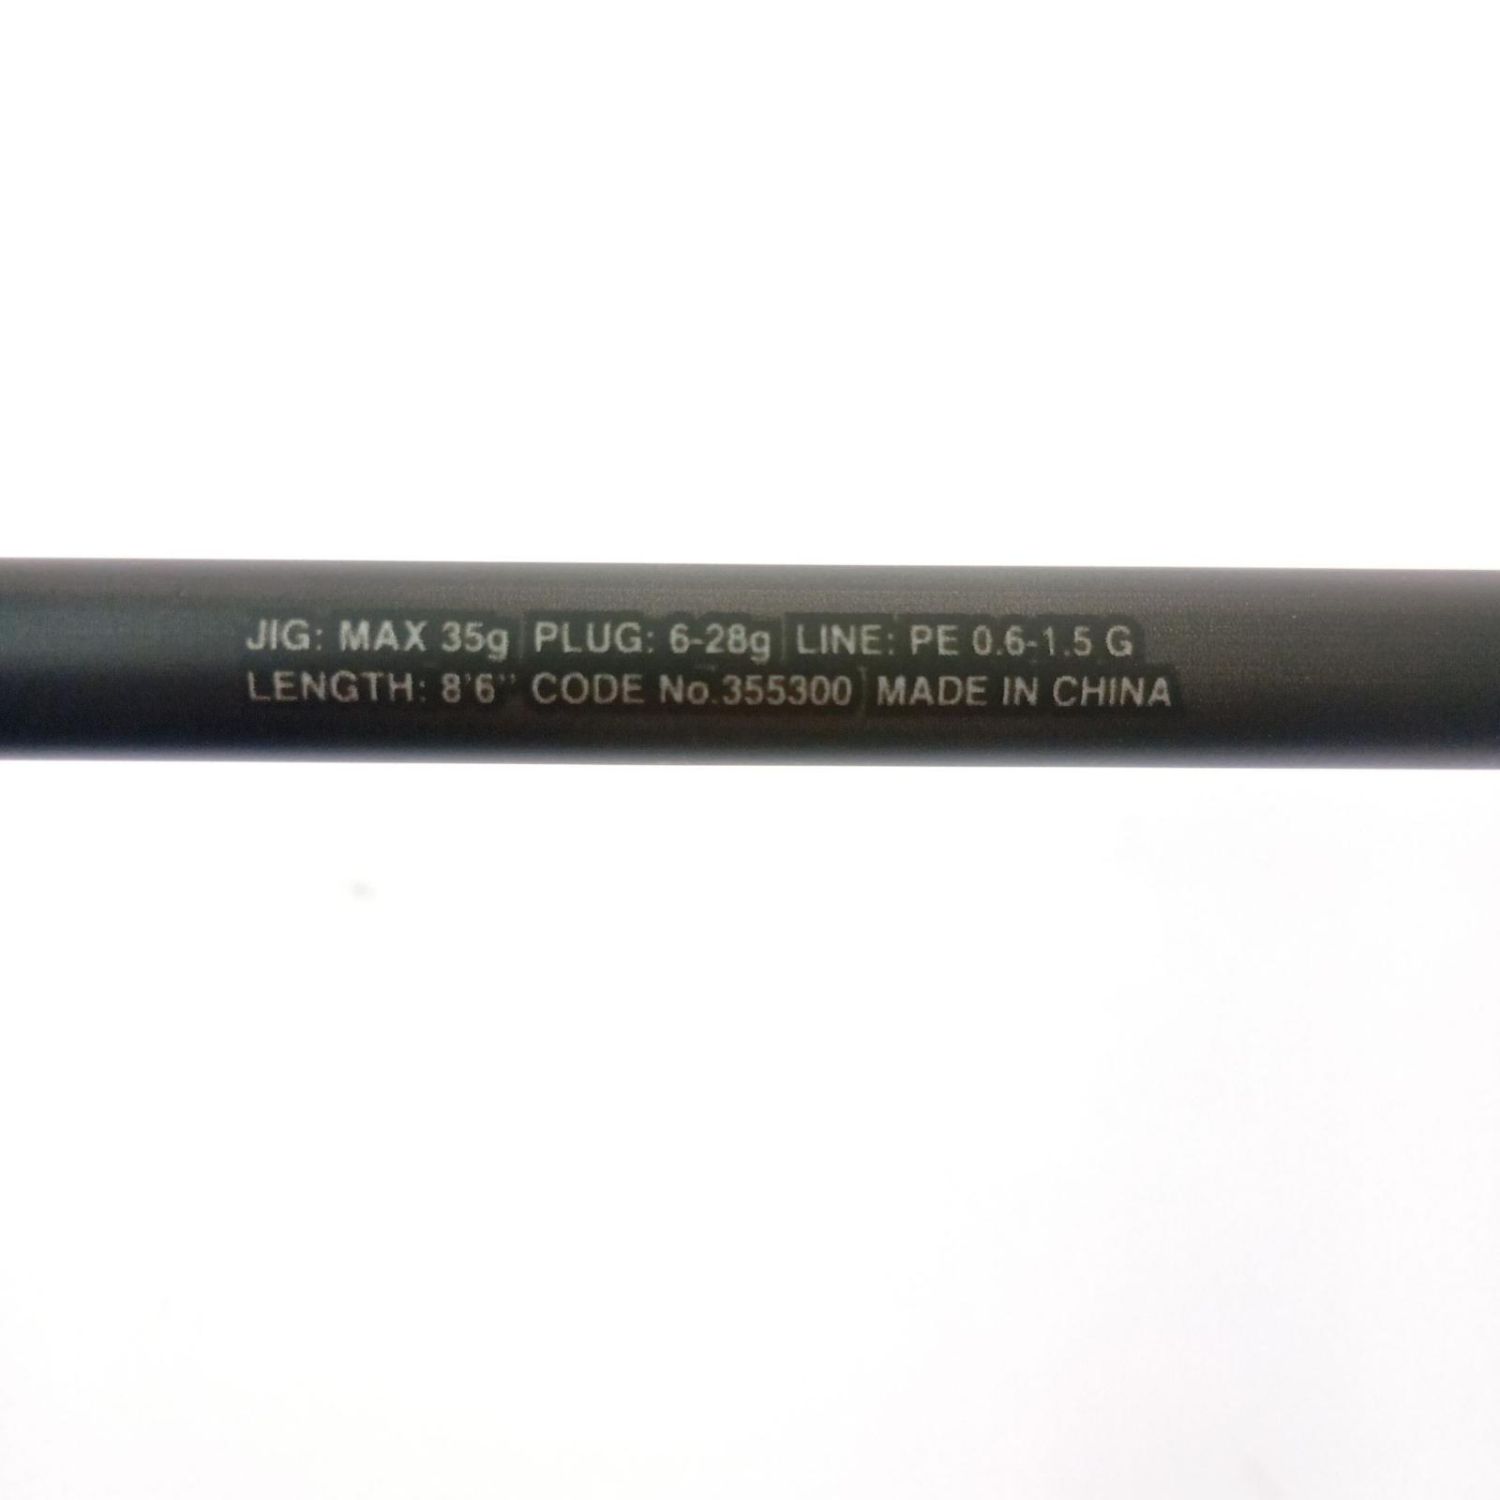 JIG: MAX 35g PLUG: 6-28g LINE: PE 0.6-1.5 G
LENGTH: 8'6" CODE No.355300 MADE IN CHINA